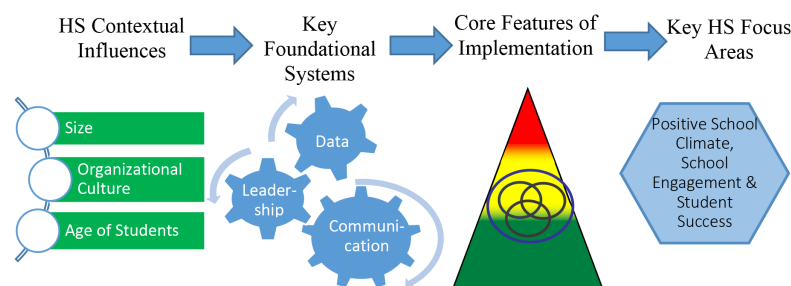 HS Contextual
Influences
Key
Foundational
Systems
Core Features of
Implementation
Key HS Focus
Areas
Size
Organizational
Culture
Age of Students
Data
Leader-
ship
Communi-
cation
Positive School
Climate,
School
Engagement &
Student
Success